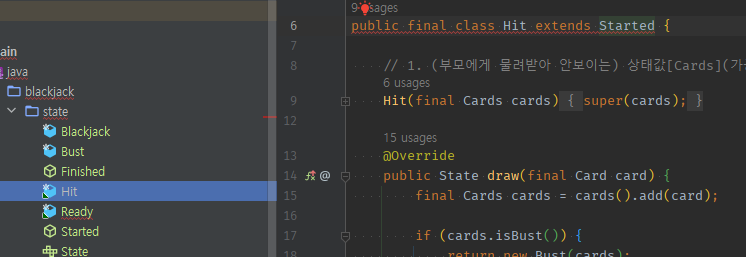 ain
java
blackjack
state
Blackjack
Bust
Finished
Hit
Ready
Started
State
6 public final class Hit extends Started {
7
8 // 1. (부모에게 물려받아 안보이는) 상태값[Cards](가
6 usages
9 Hit(final Cards cards) { super(cards); }
12
15 usages
13 @Override
14 @ public State draw(final Card card) {
15 final Cards cards = cards().add(card);
16
17 if (cards.isBust()) {
18 return new Bust(cards);